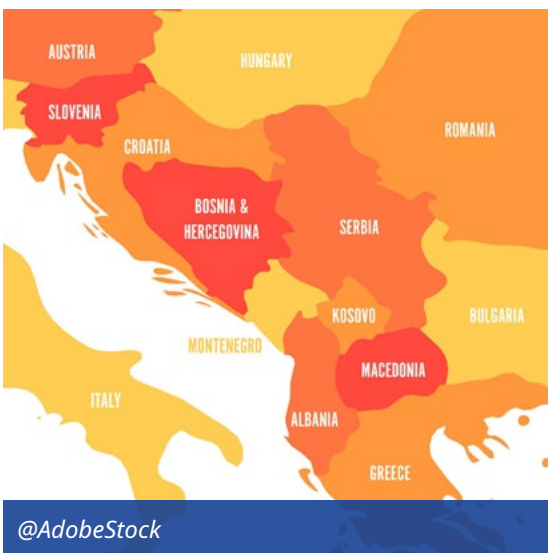 AUSTRIA
HUNGARY
SLOVENIA
ROMANIA
CROATIA
BOSNIA &
HERCEGOVINA
SERBIA
KOSOVO
BULGARIA
MONTENEGRO
MACEDONIA
ITALY
ALBANIA
GREECE
@AdobeStock